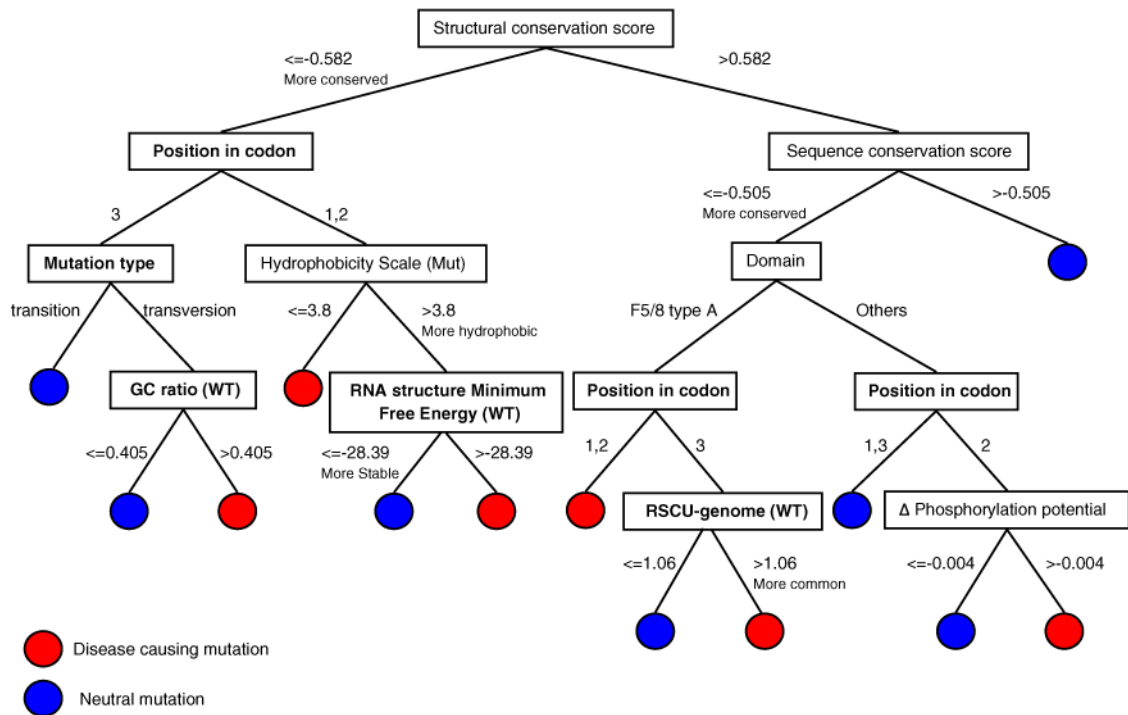 Structural conservation score
<=-0.582
More conserved
>0.582
Position in codon
Sequence conservation score
3
1,2
<=-0.505
More conserved
>-0.505
Mutation type
Hydrophobicity Scale (Mut)
Domain
transition
transversion
<=3.8
>3.8
More hydrophobic
F5/8 type A
Others
GC ratio (WT)
RNA structure Minimum
Free Energy (WT)
Position in codon
Position in codon
<=0.405
>0.405
<=-28.39
More Stable
>-28.39
1,2
3
1,3
2
RSCU-genome (WT)
Δ Phosphorylation potential
<=1.06
>1.06
More common
<=-0.004
>-0.004
Disease causing mutation
Neutral mutation